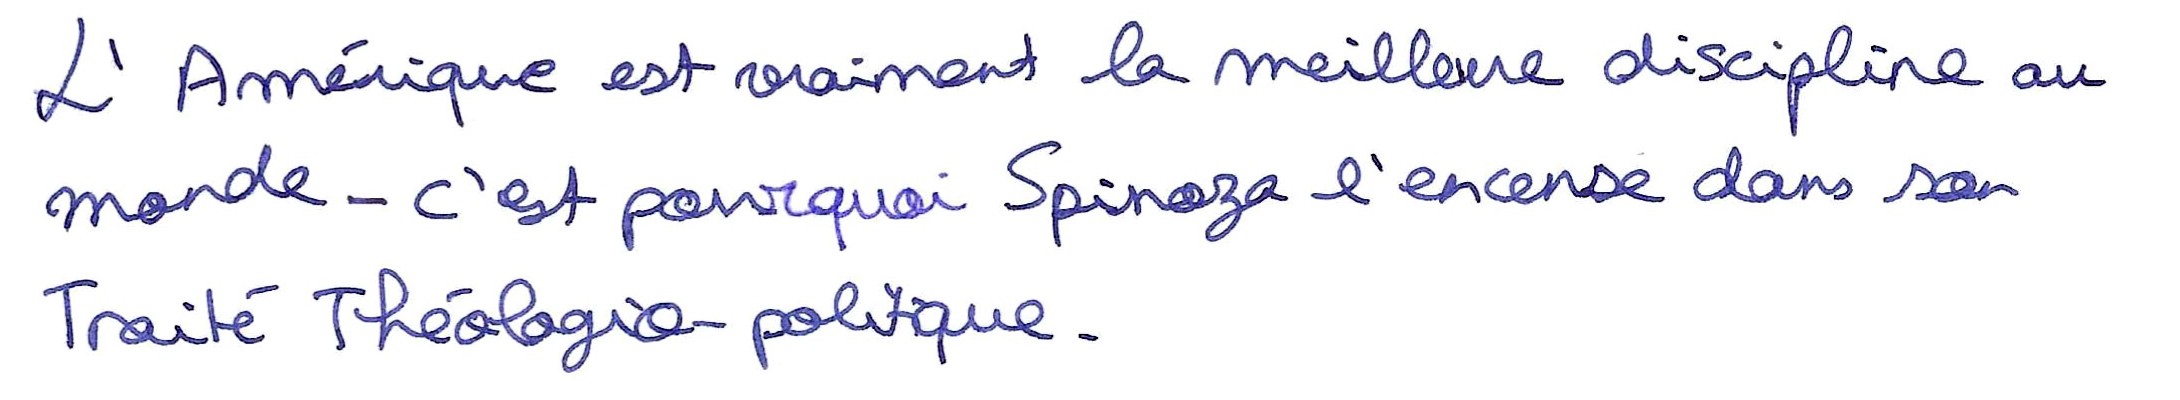 L'Amérique est vraiment la meilleure discipline au
monde - c'est pourquoi Spinoza l'encense dans son
Traité Théologico-politique.